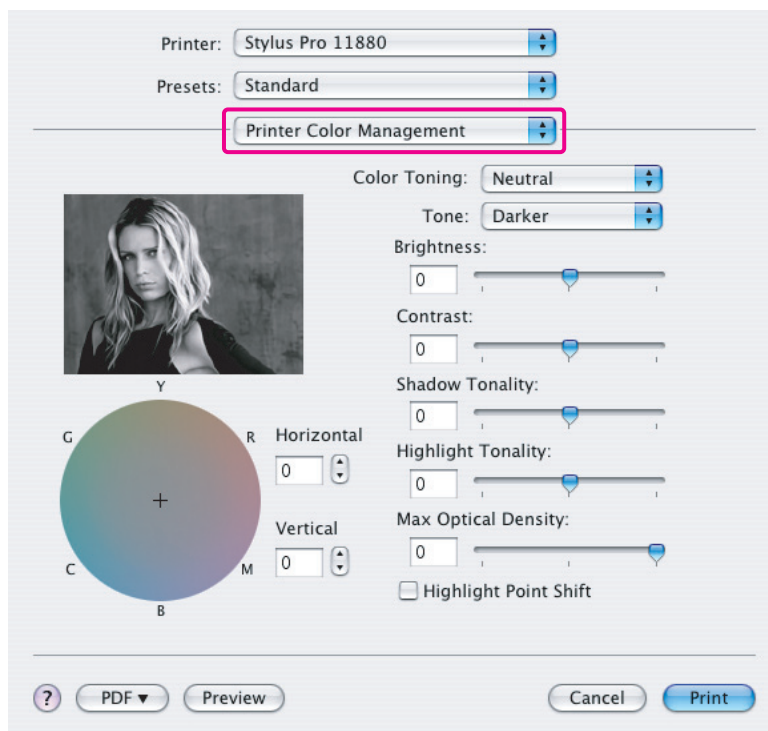 Printer: Stylus Pro 11880
Presets: Standard
Printer Color Management
Color Toning: Neutral
Tone: Darker
Brightness:
0
Contrast:
0
Shadow Tonality:
0
Highlight Tonality:
0
Max Optical Density:
0
Highlight Point Shift
Y
G
R
C
M
B
Horizontal
0
Vertical
0
? PDF▼ Preview Cancel Print